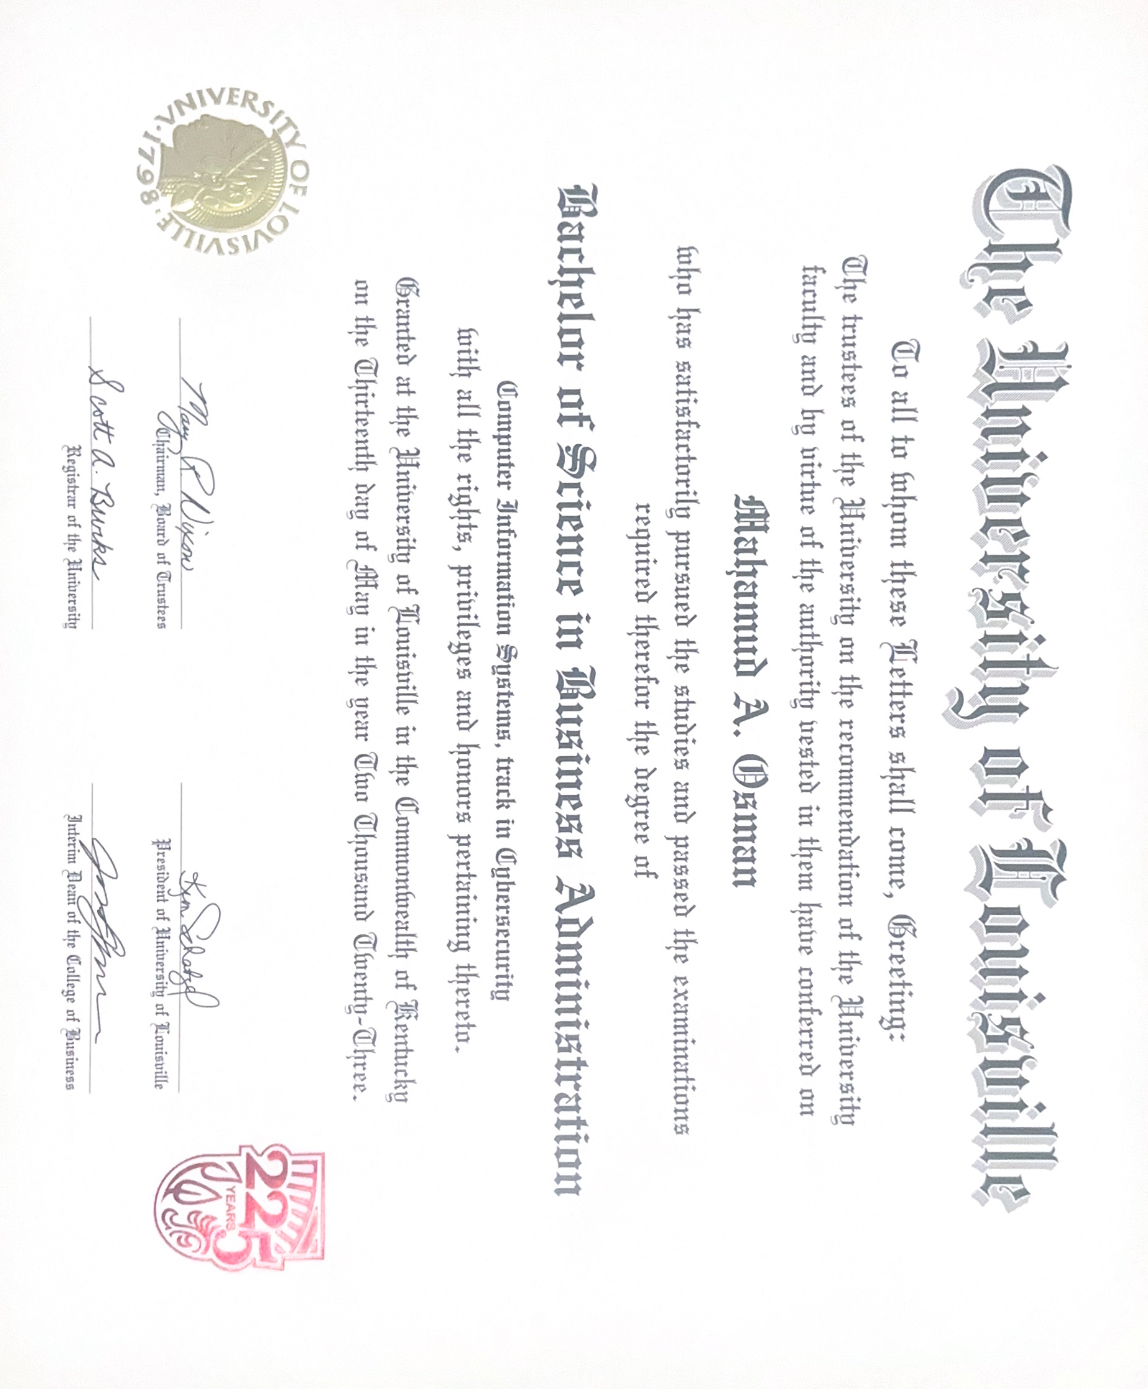 The University of Louisville
To all to whom these Letters shall come, Greeting:
The trustees of the University on the recommendation of the University
faculty and by virtue of the authority vested in them have conferred on
Mahamud A. Osman
who has satisfactorily pursued the studies and passed the examinations
required therefor the degree of
Bachelor of Science in Business Administration
Computer Information Systems, track in Cybersecurity
with all the rights, privileges and honors pertaining thereto.
Granted at the University of Louisville in the Commonwealth of Kentucky
on the Thirteenth day of May in the year Two Thousand Twenty-Three.
UNIVERSITY OF LOUISVILLE
·1798·
225
YEARS
Mary R Nixon
Chairman, Board of Trustees
Kim Schatzel
President of University of Louisville
Scott A. Burks
Registrar of the University
Interim Dean of the College of Business